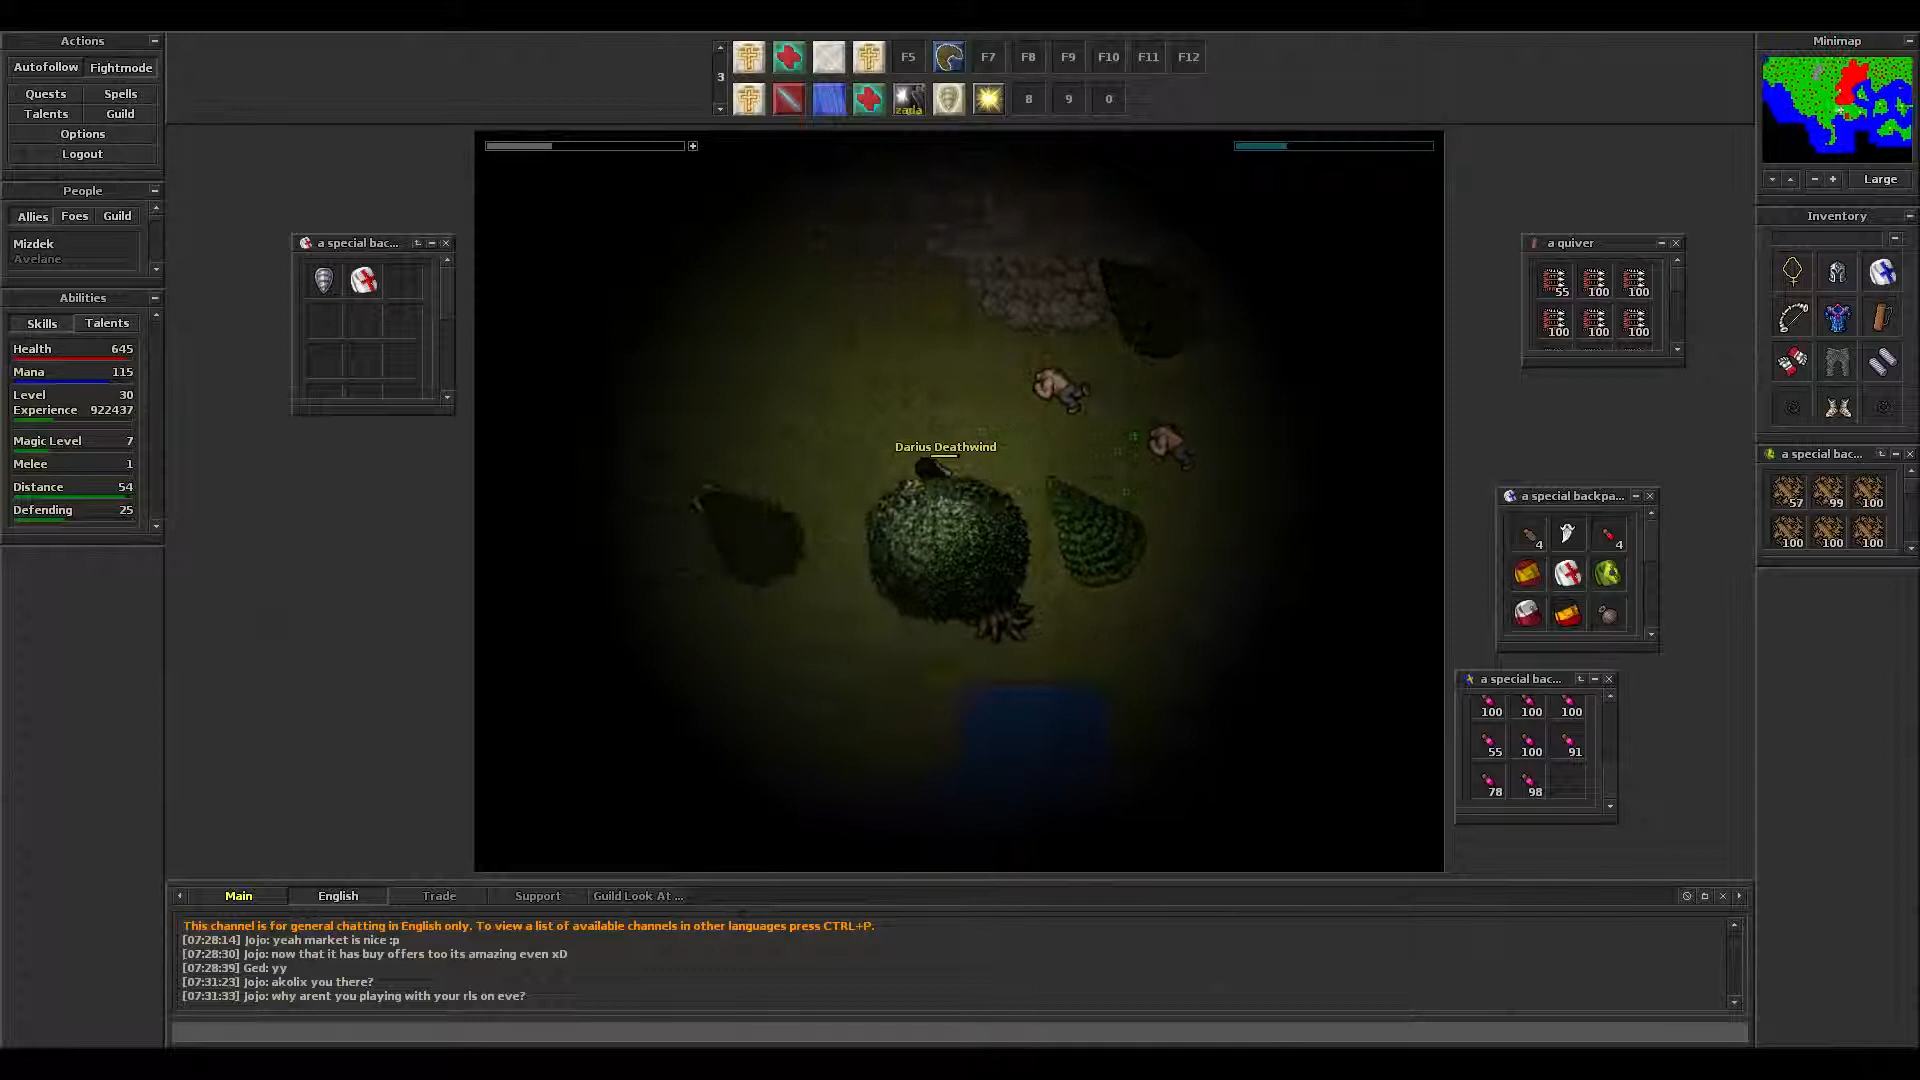 Actions
Autofollow Fightmode
Quests Spells
Talents Guild
Options
Logout
People
Allies Foes Guild
Mizdek
Avelane
Abilities
Skills Talents
Health 645
Mana 115
Level 30
Experience 922437
Magic Level 7
Melee 1
Distance 54
Defending 25
3
F5 F7 F8 F9 F10 F11 F12
zada 8 9 0
a special bac...
Darius Deathwind
a quiver
55 100 100
100 100 100
a special backpa...
4 4
a special bac...
100 100 100
55 100 91
78 98
Minimap
Large
Inventory
a special bac...
57 99 100
100 100 100
Main English Trade Support Guild Look At ...
This channel is for general chatting in English only. To view a list of available channels in other languages press CTRL+P.
[07:28:14] Jojo: yeah market is nice :p
[07:28:30] Jojo: now that it has buy offers too its amazing even xD
[07:28:39] Ged: yy
[07:31:23] Jojo: akolix you there?
[07:31:33] Jojo: why arent you playing with your rls on eve?